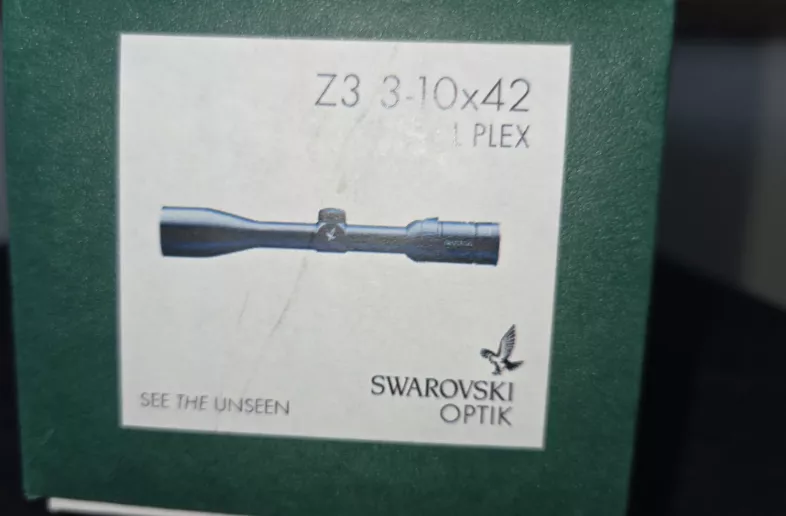 Z3 3-10x42
L PLEX
SEE THE UNSEEN
SWAROVSKI
OPTIK